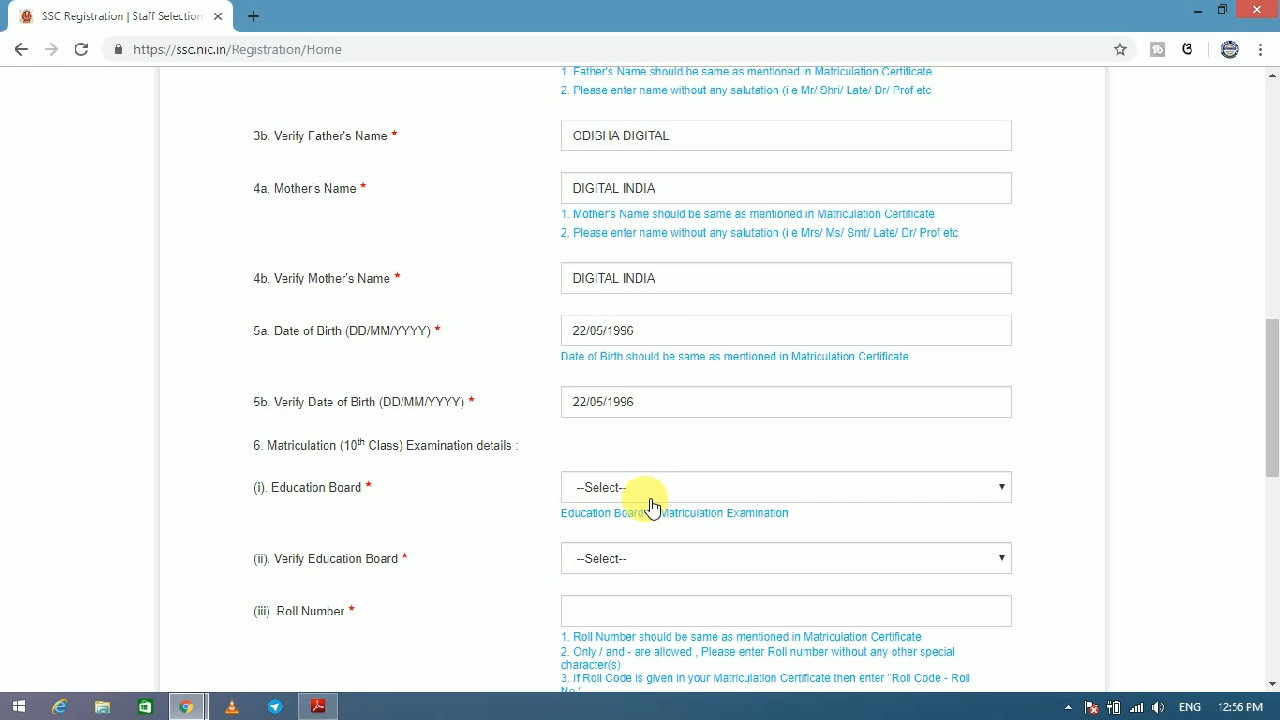 SSC Registration | Staff Selection
https://ssc.nic.in/Registration/Home
1. Father's Name should be same as mentioned in Matriculation Certificate
2. Please enter name without any salutation (i e Mr/ Shri/ Late/ Dr/ Prof etc
3b. Verify Father's Name *
ODISHA DIGITAL
4a. Mother's Name *
DIGITAL INDIA
1. Mother's Name should be same as mentioned in Matriculation Certificate
2. Please enter name without any salutation (i e Mrs/ Ms/ Smt/ Late/ Dr/ Prof etc
4b. Verify Mother's Name *
DIGITAL INDIA
5a. Date of Birth (DD/MM/YYYY) *
22/05/1996
Date of Birth should be same as mentioned in Matriculation Certificate
5b. Verify Date of Birth (DD/MM/YYYY) *
22/05/1996
6. Matriculation (10th Class) Examination details :
(i). Education Board *
--Select--
Education Board Matriculation Examination
(ii). Verify Education Board *
--Select--
(iii) Roll Number *
1. Roll Number should be same as mentioned in Matriculation Certificate
2. Only / and - are allowed , Please enter Roll number without any other special
character(s)
3. If Roll Code is given in your Matriculation Certificate then enter "Roll Code - Roll
No."
ENG
12:56 PM